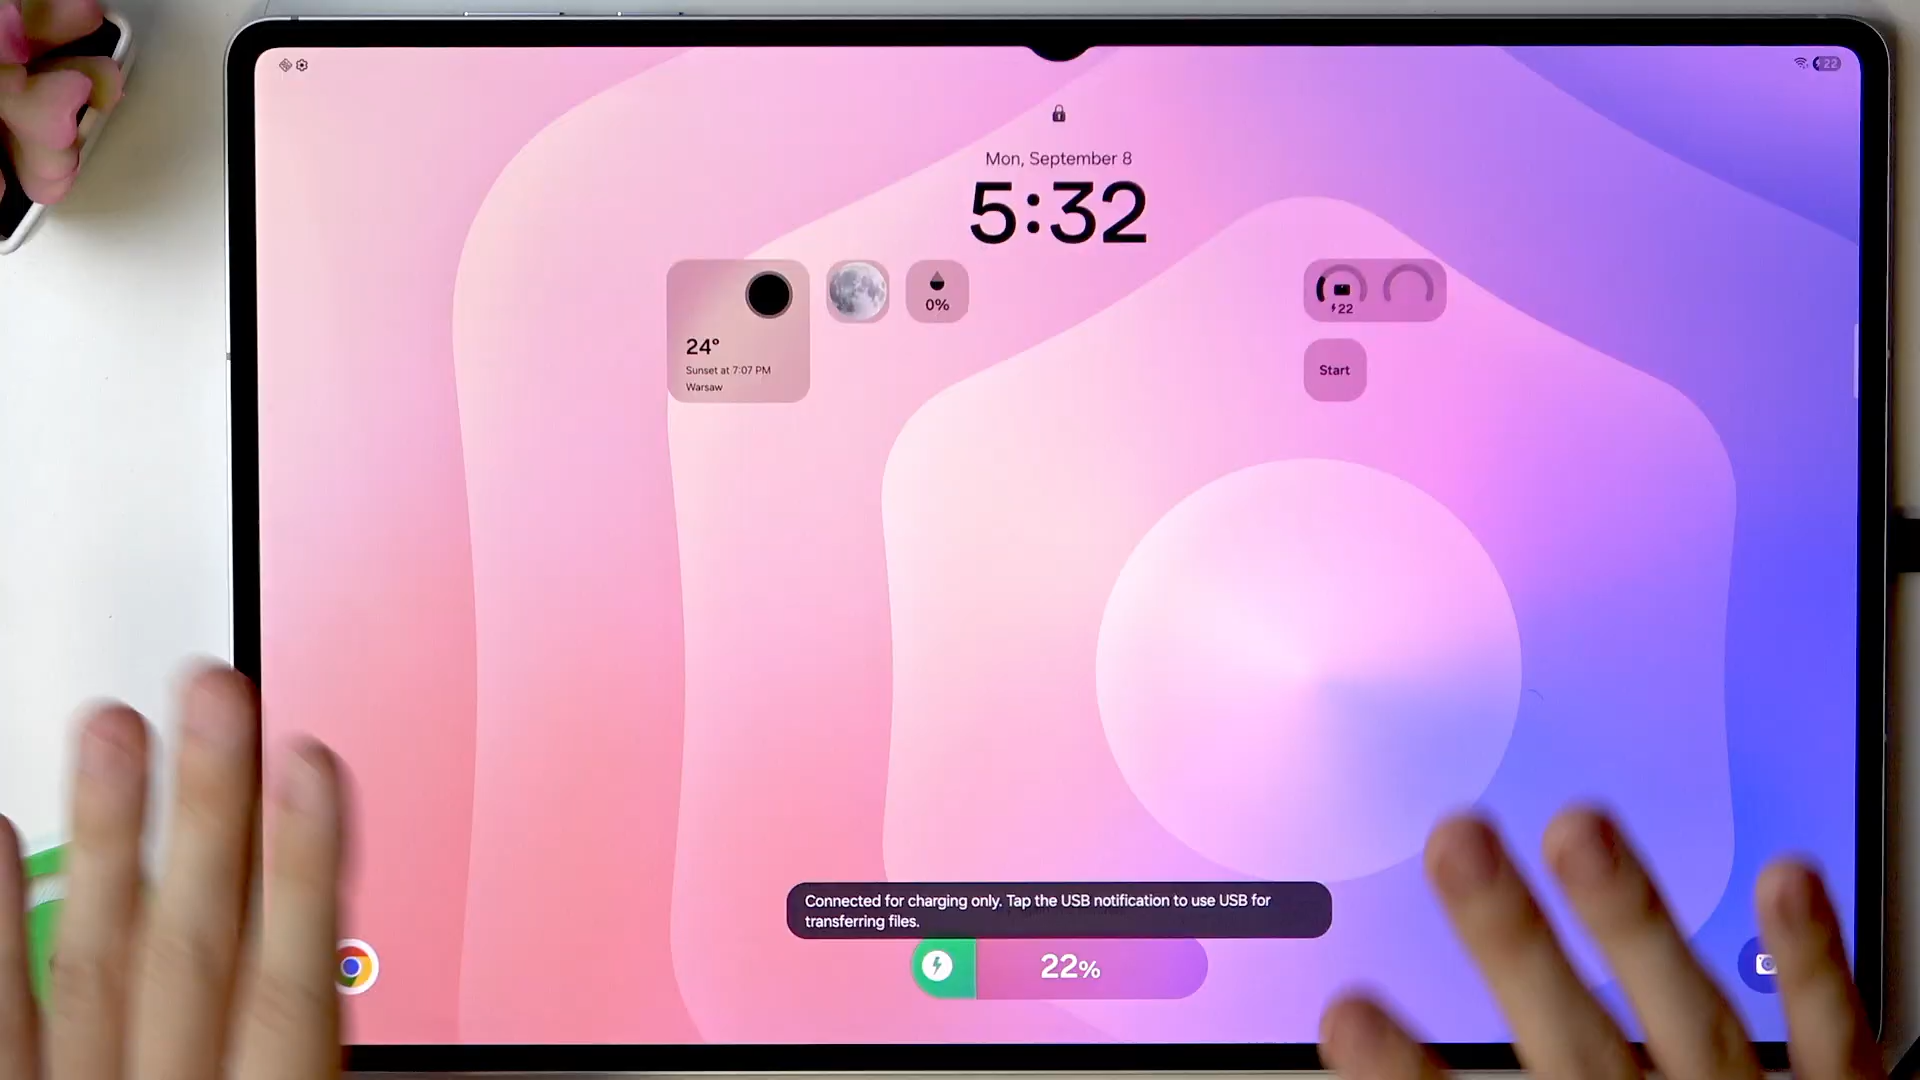 22
Mon, September 8
5:32
0%
22
24°
Sunset at 7:07 PM
Warsaw
Start
Connected for charging only. Tap the USB notification to use USB for
transferring files.
22%